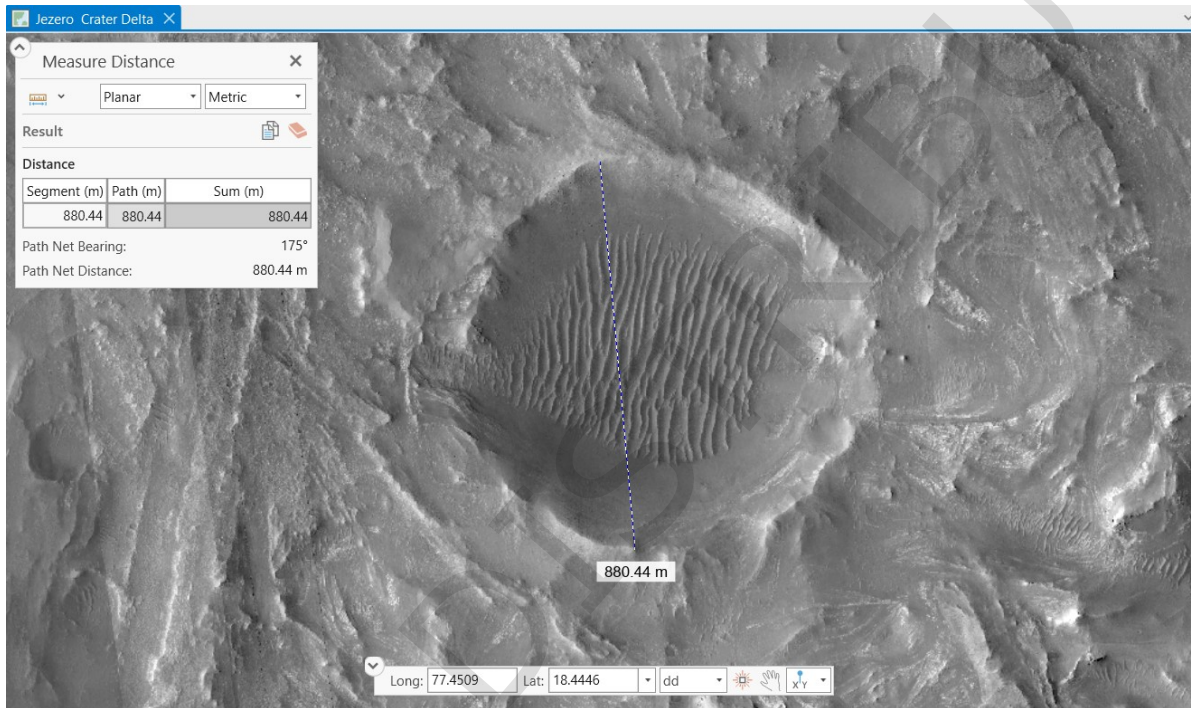 Jezero Crater Delta
Measure Distance
Planar Metric
Result
Distance
Segment (m) Path (m) Sum (m)
880.44 880.44 880.44
Path Net Bearing: 175°
Path Net Distance: 880.44 m
880.44 m
Long: 77.4509 Lat: 18.4446 dd XY